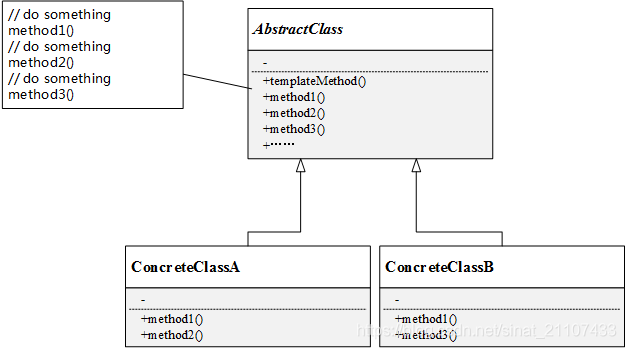 // do something
method1()
// do something
method2()
// do something
method3()
AbstractClass
-
+templateMethod()
+method1()
+method2()
+method3()
+……
ConcreteClassA
-
+method1()
+method2()
ConcreteClassB
-
+method1()
+method3()
https://blog.csdn.net/sinat_21107433